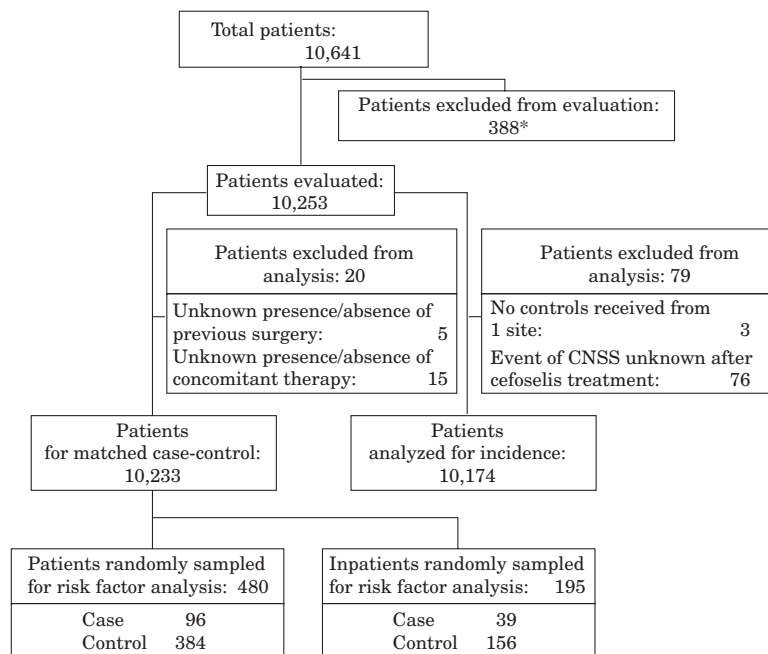 Total patients:
10,641
Patients excluded from evaluation:
388*
Patients evaluated:
10,253
Patients excluded from
analysis: 20
Unknown presence/absence of
previous surgery: 5
Unknown presence/absence of
concomitant therapy: 15
Patients excluded from
analysis: 79
No controls received from
1 site: 3
Event of CNSS unknown after
cefoselis treatment: 76
Patients
for matched case-control:
10,233
Patients
analyzed for incidence:
10,174
Patients randomly sampled
for risk factor analysis: 480
Case 96
Control 384
Inpatients randomly sampled
for risk factor analysis: 195
Case 39
Control 156